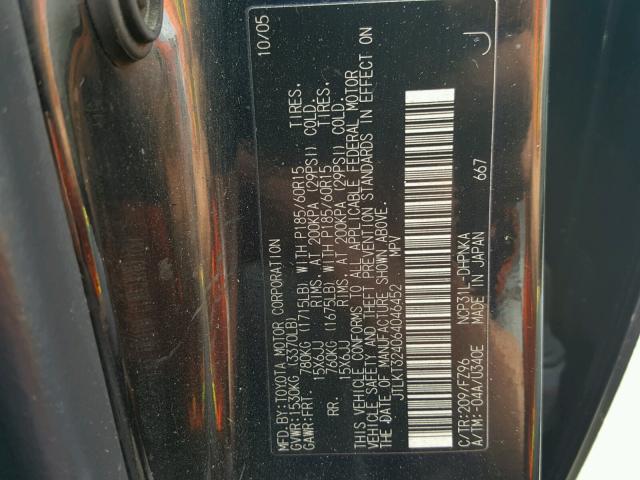 MFD.BY:TOYOTA MOTOR CORPORATION 10/05
GVWR:1530KG (3370LB)
GAWR:FRT. 780KG (1715LB) WITH P185/60R15 TIRES.
15X6JJ RIMS, AT 200KPA (29PSI) COLD.
RR. 760KG (1675LB) WITH P185/60R15 TIRES,
15X6JJ RIMS, AT 200KPA (29PSI) COLD.
THIS VEHICLE CONFORMS TO ALL APPLICABLE FEDERAL MOTOR
VEHICLE SAFETY AND THEFT PREVENTION STANDARDS IN EFFECT ON
THE DATE OF MANUFACTURE SHOWN ABOVE.
JTLKT324064046452 MPV
667
C/TR:209/FZ96 NCP31L-DHPNKA
A/TM:-04A/U340E MADE IN JAPAN
J